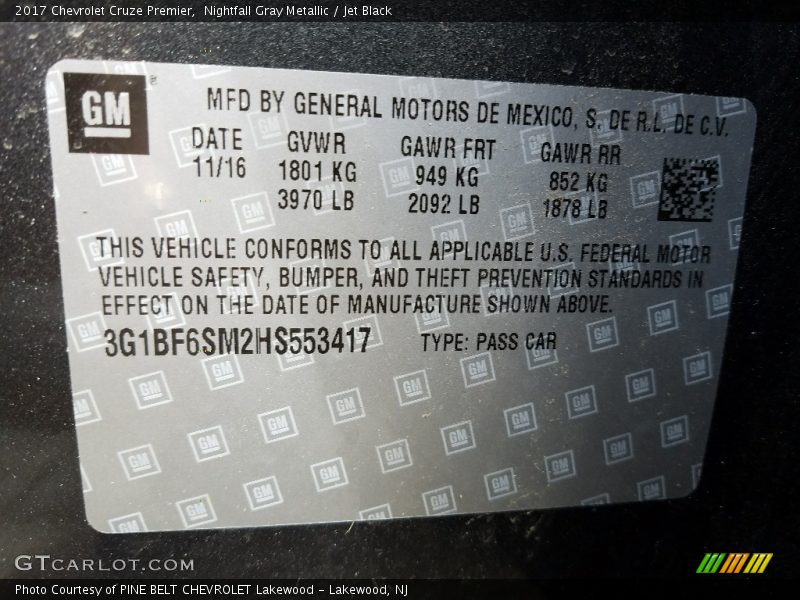 2017 Chevrolet Cruze Premier,  Nightfall Gray Metallic / Jet Black
GM ®
MFD BY GENERAL MOTORS DE MEXICO, S. DE R.L. DE C.V.
DATE GVWR GAWR FRT GAWR RR
11/16 1801 KG 949 KG 852 KG
3970 LB 2092 LB 1878 LB
THIS VEHICLE CONFORMS TO ALL APPLICABLE U.S. FEDERAL MOTOR
VEHICLE SAFETY, BUMPER, AND THEFT PREVENTION STANDARDS IN
EFFECT ON THE DATE OF MANUFACTURE SHOWN ABOVE.
3G1BF6SM2HS553417 TYPE: PASS CAR
GTCARLOT.COM
Photo Courtesy of PINE BELT CHEVROLET Lakewood - Lakewood, NJ